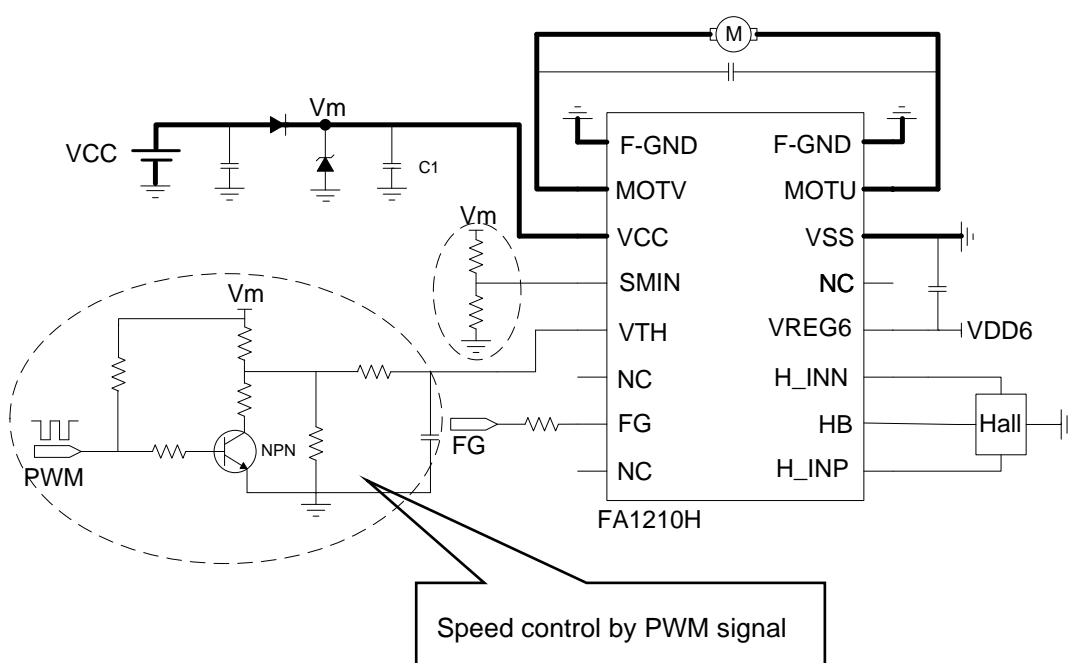 M
Vm
VCC
C1
F-GND
F-GND
MOTV
MOTU
Vm
VCC
VSS
SMIN
NC
Vm
VTH
VREG6
VDD6
NC
H_INN
FG
FG
HB
Hall
NPN
PWM
NC
H_INP
FA1210H
Speed control by PWM signal